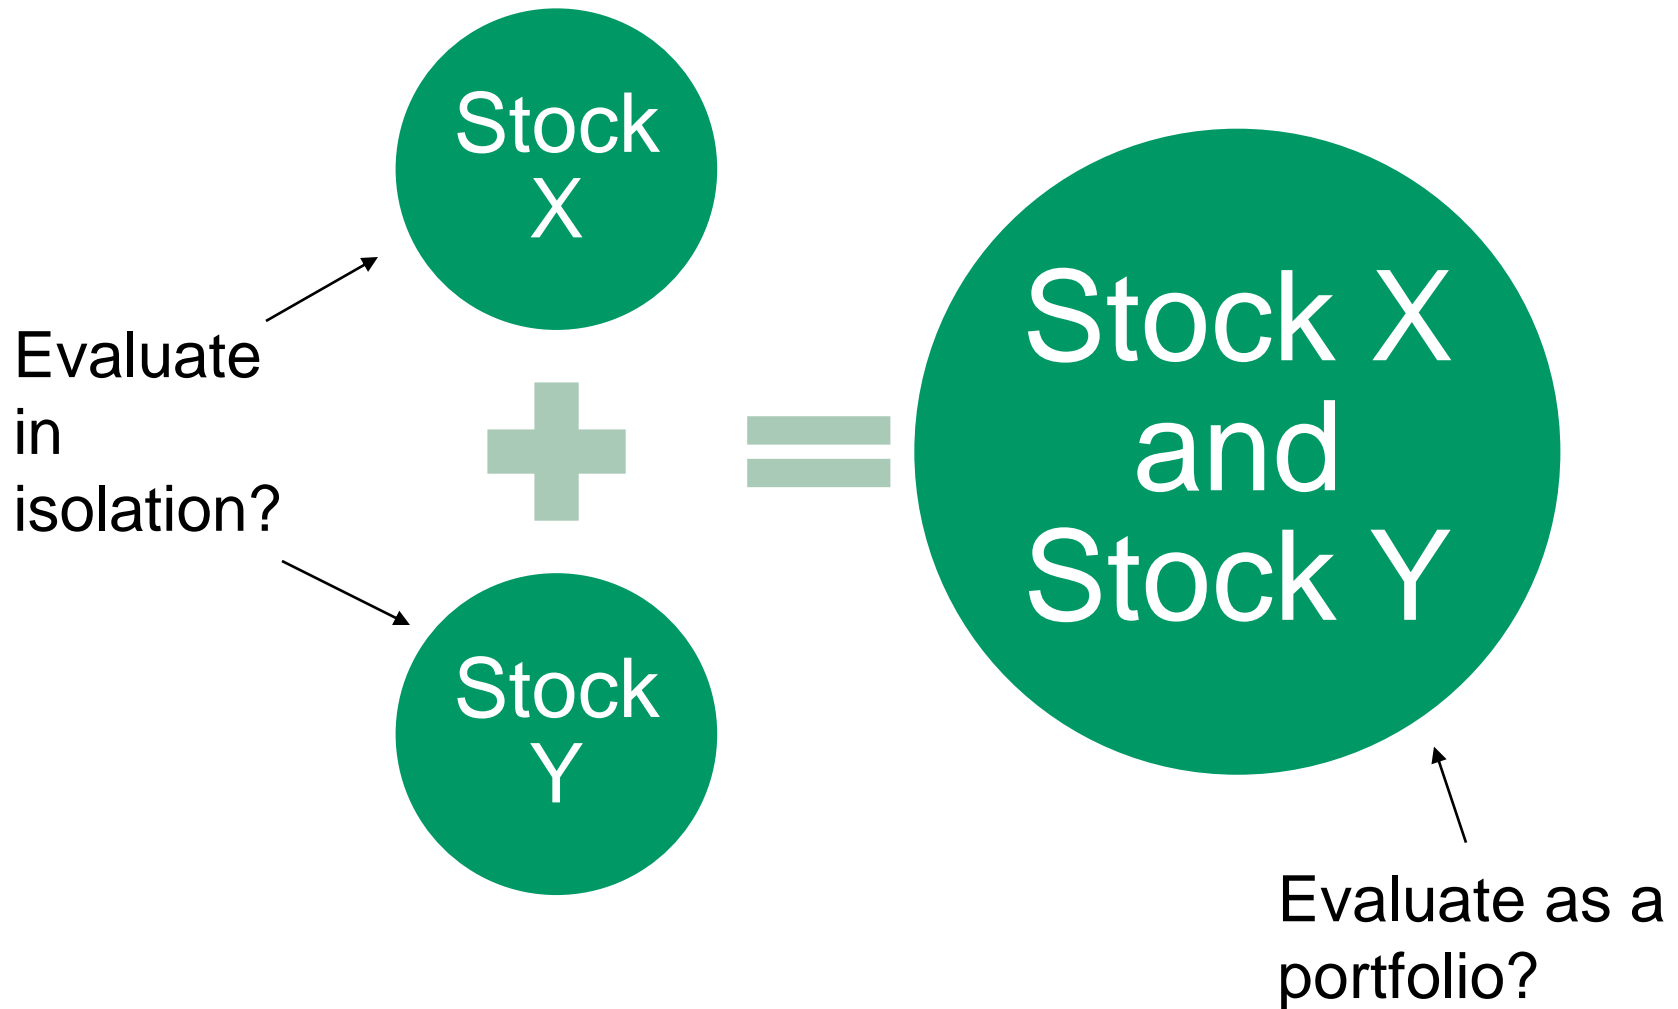 Stock
X
Evaluate
in
isolation?
Stock
Y
Stock X
and
Stock Y
Evaluate as a
portfolio?